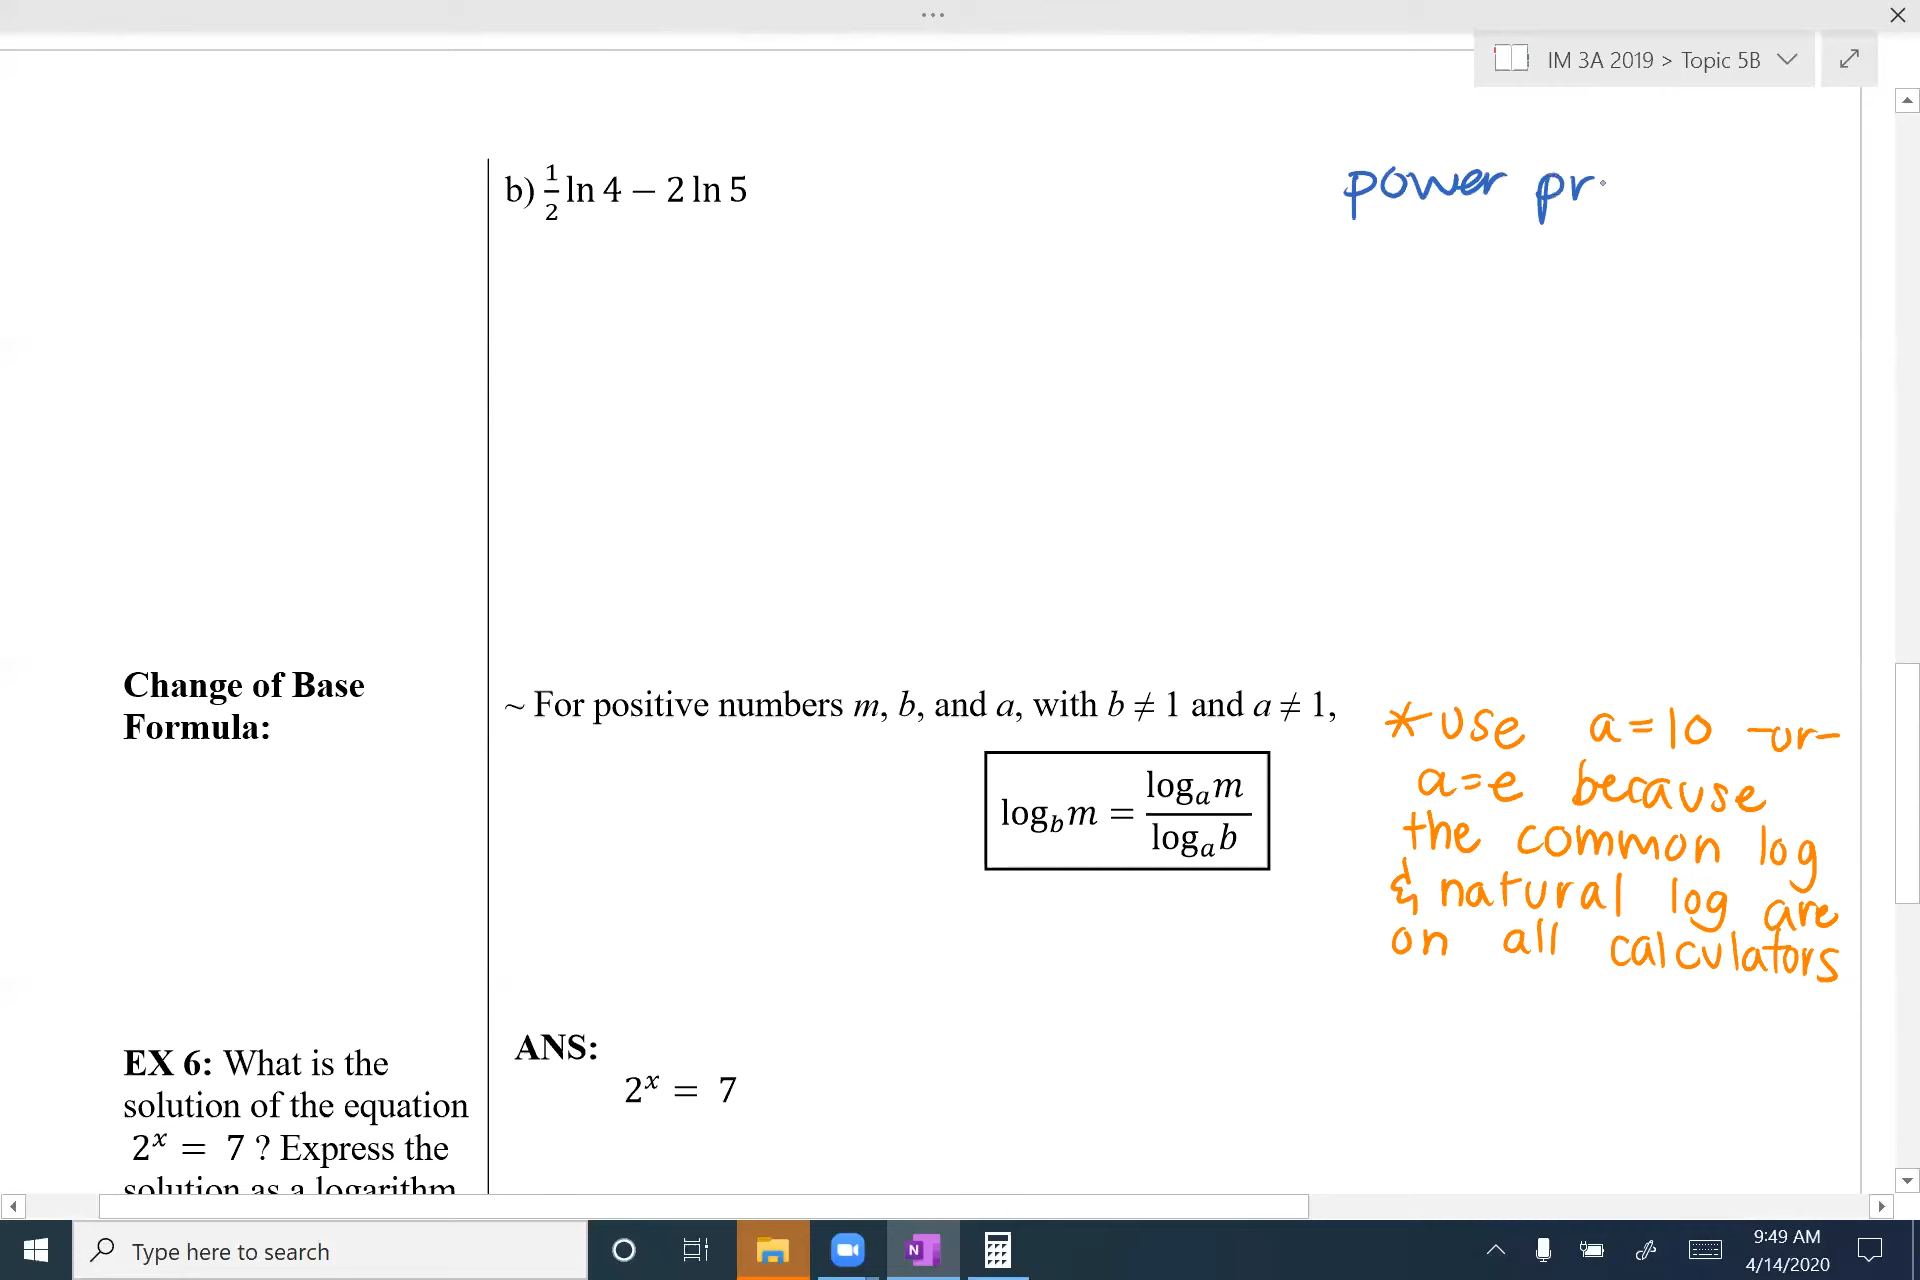 IM 3A 2019 > Topic 5B
b) 1/2 ln 4 − 2 ln 5
power pr
Change of Base
Formula:
~ For positive numbers m, b, and a, with b ≠ 1 and a ≠ 1,
log_b m = log_a m / log_a b
*use a=10 -or-
a=e because
the common log
& natural log are
on all calculators
EX 6: What is the
solution of the equation
2^x = 7 ? Express the
solution as a logarithm
ANS:
2^x = 7
Type here to search
N
9:49 AM
4/14/2020